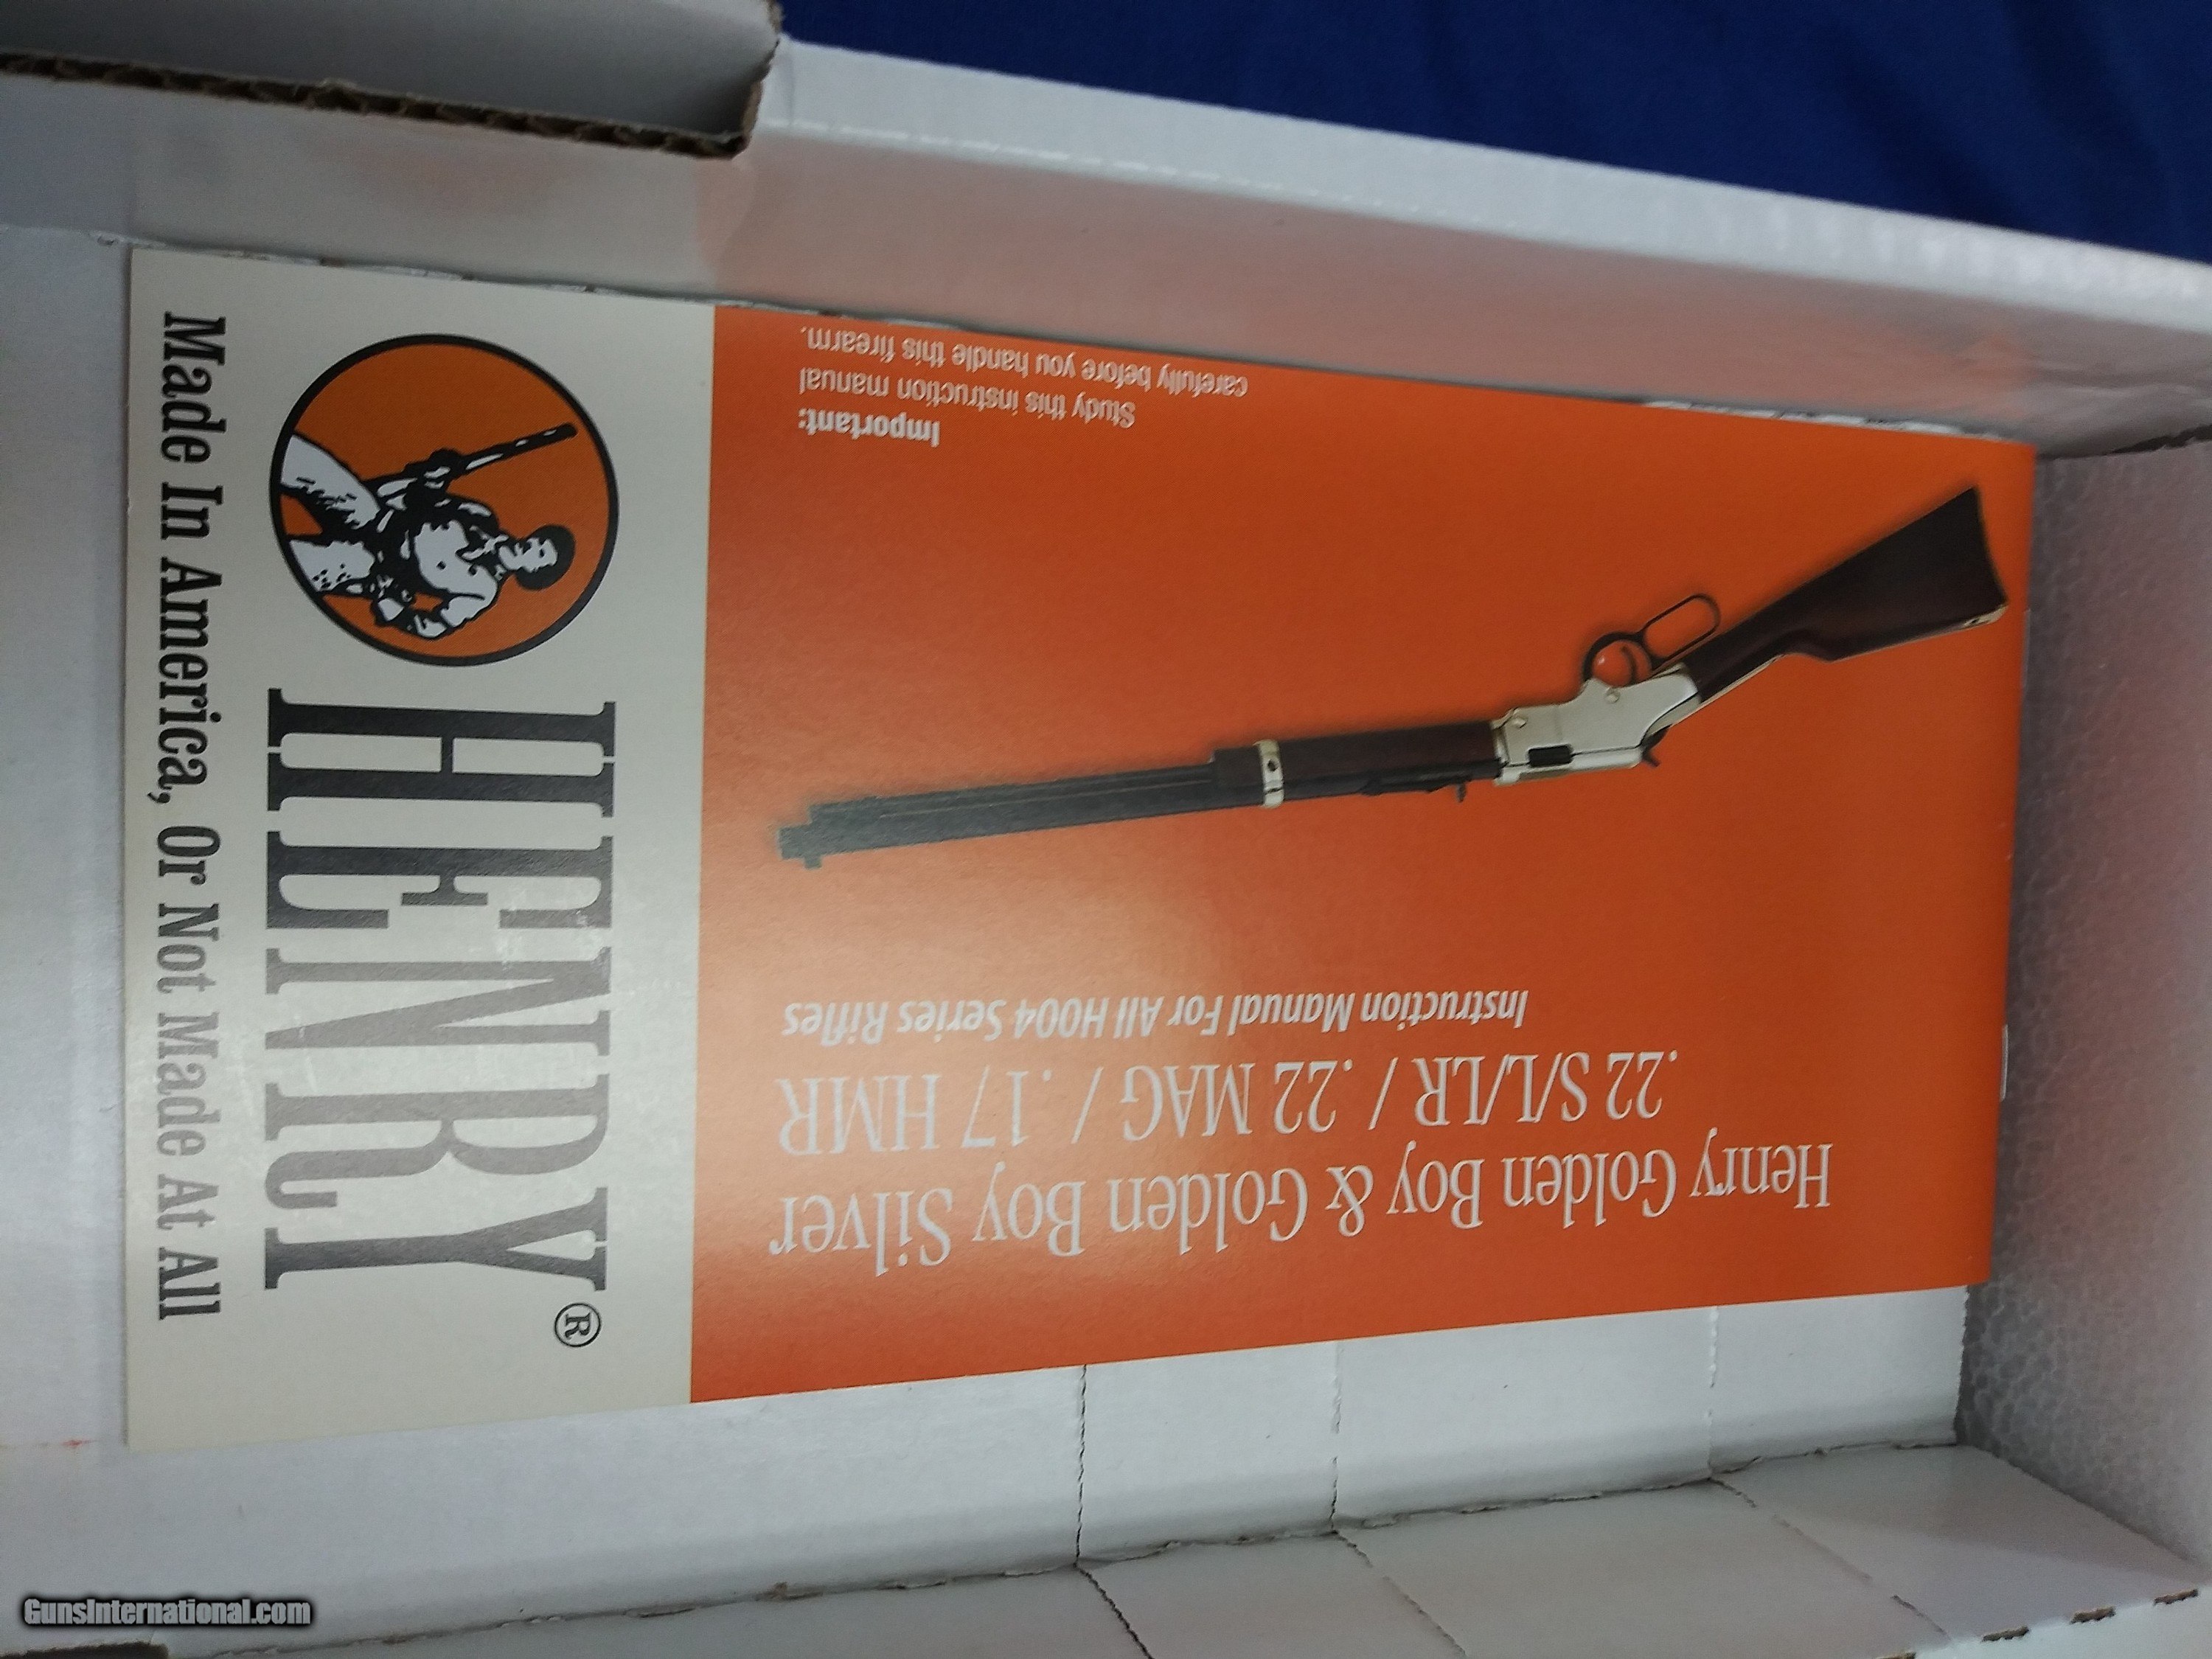 Henry Golden Boy & Golden Boy Silver
.22 S/L/LR / .22 MAG / .17 HMR
Instruction Manual For All H004 Series Rifles
Important:
Study this instruction manual
carefully before you handle this firearm.
HENRY®
Made In America, Or Not Made At All
GunsInternational.com